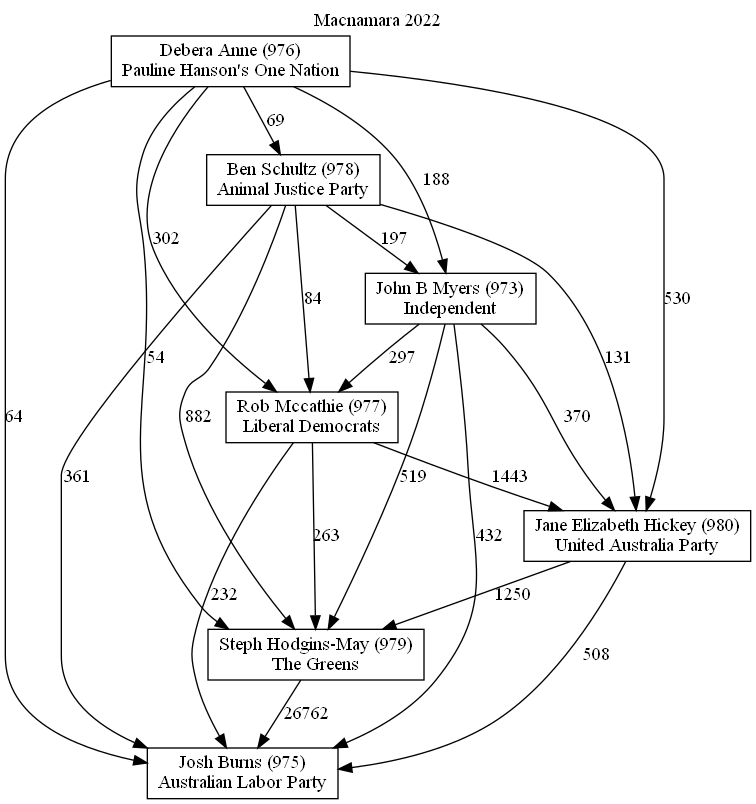 Macnamara 2022
Debera Anne (976)
Pauline Hanson's One Nation
69
Ben Schultz (978)
Animal Justice Party
188
302
197
John B Myers (973)
Independent
84
530
54
297
131
64
882
Rob Mccathie (977)
Liberal Democrats
370
361
519
1443
263
432
Jane Elizabeth Hickey (980)
United Australia Party
232
1250
Steph Hodgins-May (979)
The Greens
508
26762
Josh Burns (975)
Australian Labor Party